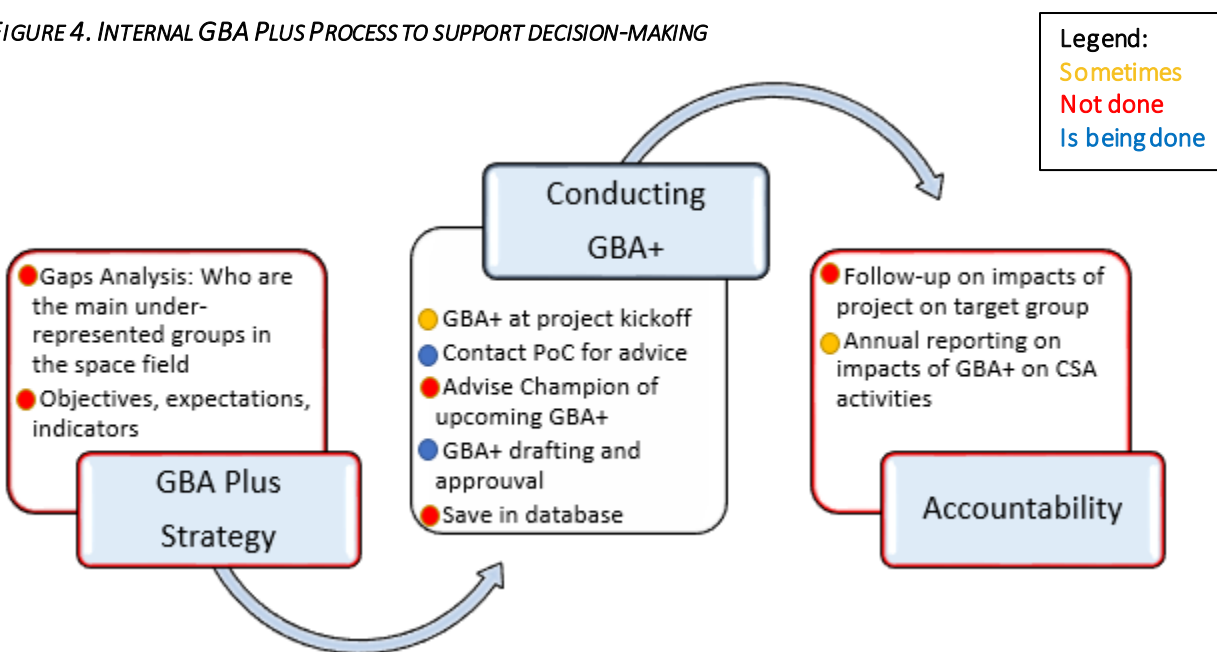 IGURE 4. INTERNAL GBA PLUS PROCESS TO SUPPORT DECISION-MAKING
Legend:
Sometimes
Not done
Is being done
Gaps Analysis: Who are
the main under-
represented groups in
the space field
Objectives, expectations,
indicators
GBA Plus
Strategy
Conducting
GBA+
GBA+ at project kickoff
Contact PoC for advice
Advise Champion of
upcoming GBA+
GBA+ drafting and
approuval
Save in database
Follow-up on impacts of
project on target group
Annual reporting on
impacts of GBA+ on CSA
activities
Accountability